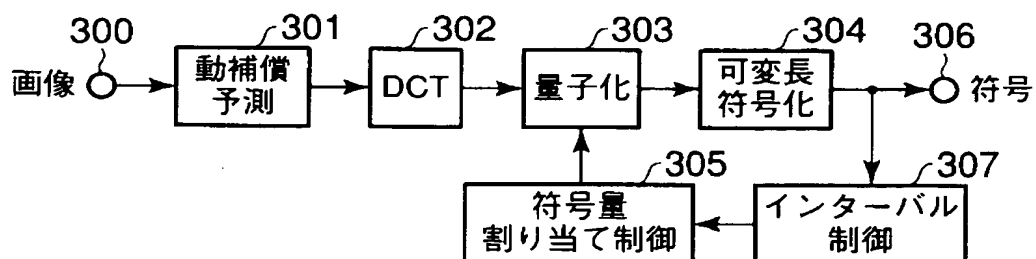 300
301
302
303
304
306
画像
動補償
予測
DCT
量子化
可変長
符号化
符号
305
307
符号量
割り当て制御
インターバル
制御